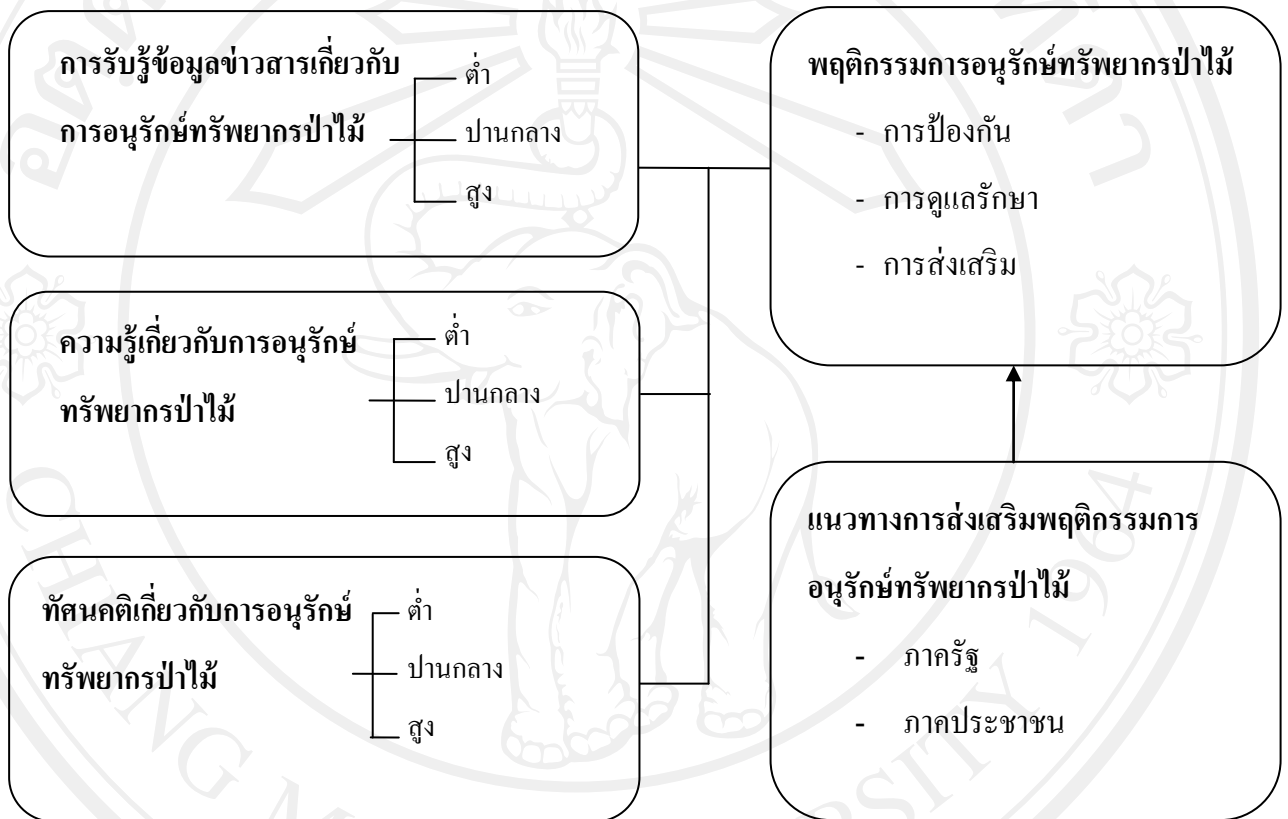 การรับรู้ข้อมูลข่าวสารเกี่ยวกับ
การอนุรักษ์ทรัพยากรป่าไม้
ต่ำ
ปานกลาง
สูง
ความรู้เกี่ยวกับการอนุรักษ์
ทรัพยากรป่าไม้
ต่ำ
ปานกลาง
สูง
ทัศนคติเกี่ยวกับการอนุรักษ์
ทรัพยากรป่าไม้
ต่ำ
ปานกลาง
สูง
พฤติกรรมการอนุรักษ์ทรัพยากรป่าไม้
- การป้องกัน
- การดูแลรักษา
- การส่งเสริม
แนวทางการส่งเสริมพฤติกรรมการ
อนุรักษ์ทรัพยากรป่าไม้
- ภาครัฐ
- ภาคประชาชน
CHIANG M
RSITY 1964